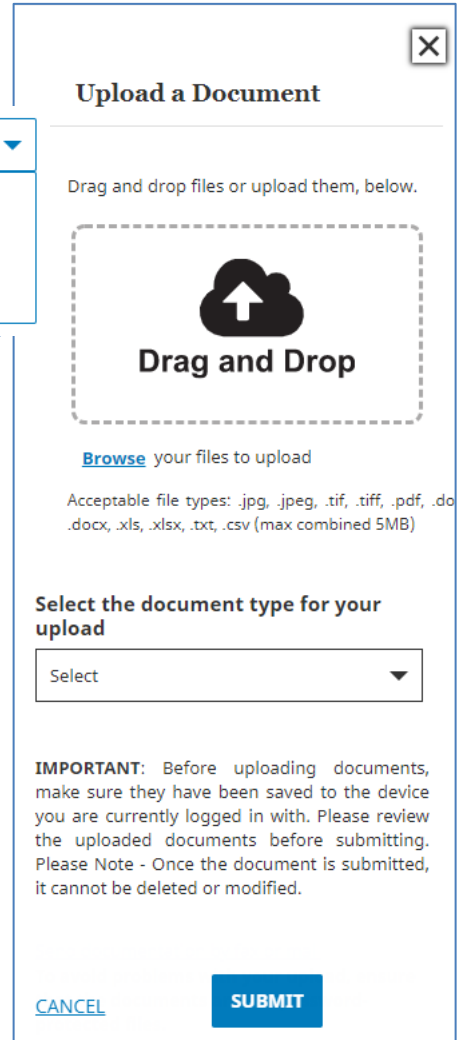 Upload a Document
Drag and drop files or upload them, below.
Drag and Drop
Browse your files to upload
Acceptable file types: .jpg, .jpeg, .tif, .tiff, .pdf, .do
.docx, .xls, .xlsx, .txt, .csv (max combined 5MB)
Select the document type for your
upload
Select
IMPORTANT: Before uploading documents,
make sure they have been saved to the device
you are currently logged in with. Please review
the uploaded documents before submitting.
Please Note - Once the document is submitted,
it cannot be deleted or modified.
CANCEL
SUBMIT